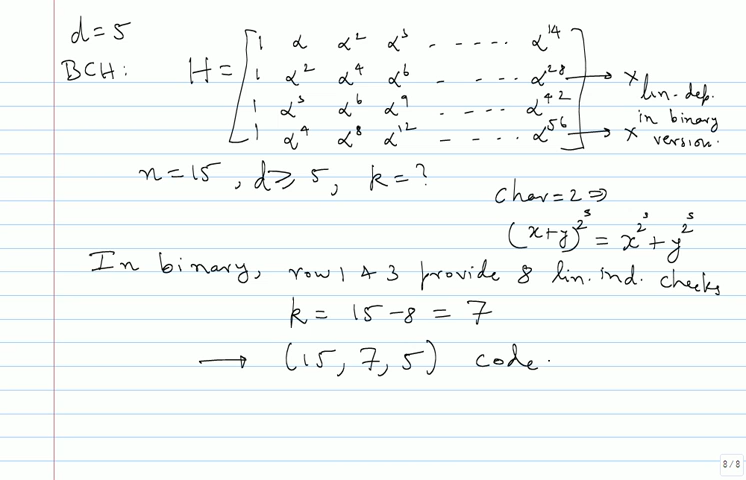 d=5
BCH: H = [ 1 α α² α³ - ---- . . α¹⁴
1 α² α⁴ α⁶ - ---- . . α²⁸ → ×
1 α³ α⁶ α⁹ . ---- . . α⁴²
1 α⁴ α⁸ α¹² - ---- . . α⁵⁶ ] → ×
lin. dep.
in binary
version.
n=15, d ≥ 5, k=?
Char=2 ⇒
(x+y)^{2^s} = x^{2^s} + y^{2^s}
In binary, row 1 & 3 provide 8 lin. ind. checks
k = 15 - 8 = 7
→ (15, 7, 5) code.
8 / 8